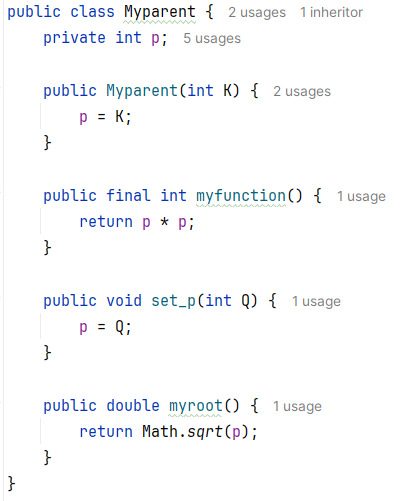 public class Myparent { 2 usages 1 inheritor
    private int p; 5 usages

    public Myparent(int K) { 2 usages
        p = K;
    }

    public final int myfunction() { 1 usage
        return p * p;
    }

    public void set_p(int Q) { 1 usage
        p = Q;
    }

    public double myroot() { 1 usage
        return Math.sqrt(p);
    }
}